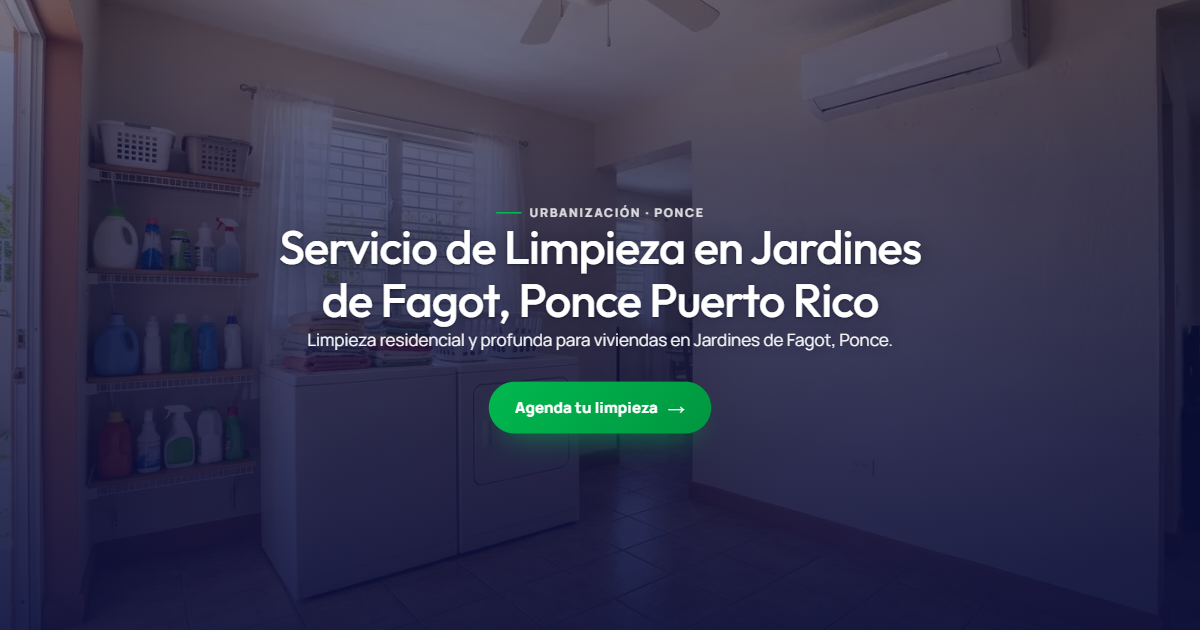 URBANIZACIÓN · PONCE
Servicio de Limpieza en Jardines
de Fagot, Ponce Puerto Rico
Limpieza residencial y profunda para viviendas en Jardines de Fagot, Ponce.
Agenda tu limpieza →